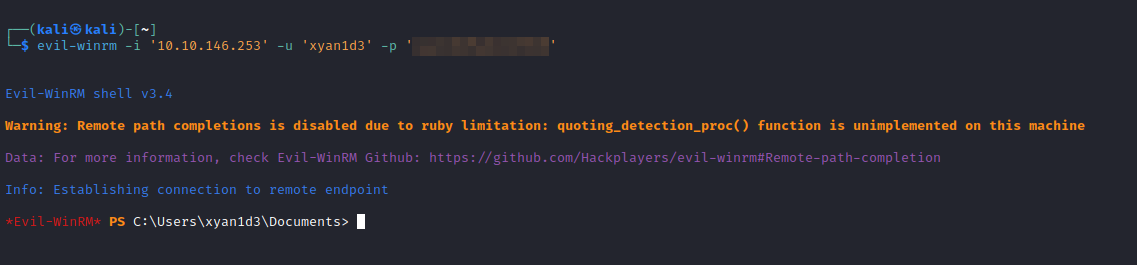 ┌──(kali㉿kali)-[~]
└─$ evil-winrm -i '10.10.146.253' -u 'xyan1d3' -p ' '
Evil-WinRM shell v3.4
Warning: Remote path completions is disabled due to ruby limitation: quoting_detection_proc() function is unimplemented on this machine
Data: For more information, check Evil-WinRM Github: https://github.com/Hackplayers/evil-winrm#Remote-path-completion
Info: Establishing connection to remote endpoint
*Evil-WinRM* PS C:\Users\xyan1d3\Documents>